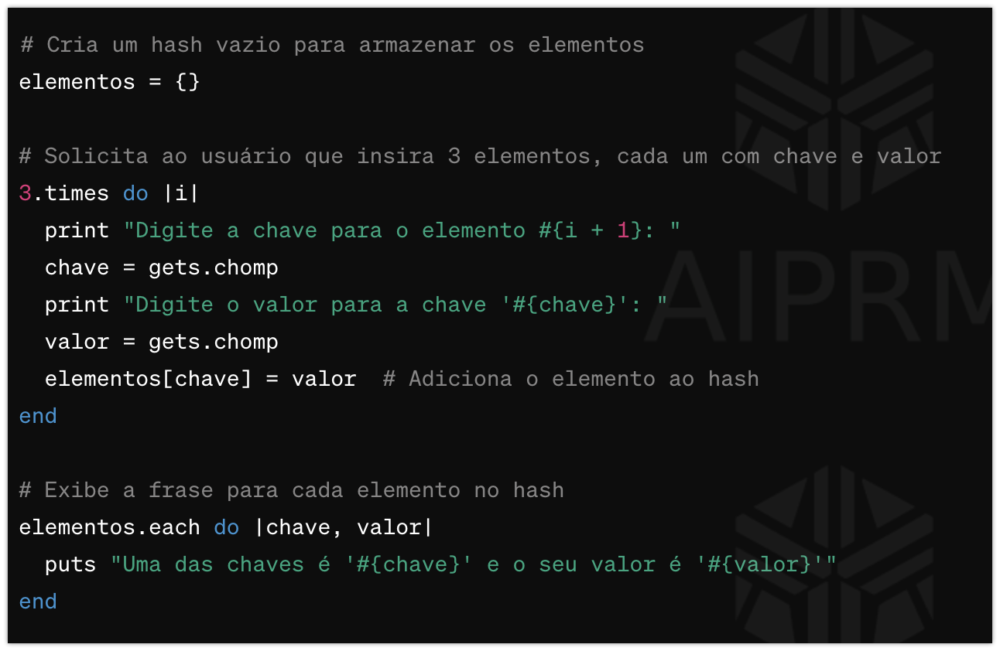 # Cria um hash vazio para armazenar os elementos
elementos = {}
# Solicita ao usuário que insira 3 elementos, cada um com chave e valor
3.times do |i|
  print "Digite a chave para o elemento #{i + 1}: "
  chave = gets.chomp
  print "Digite o valor para a chave '#{chave}': "
  valor = gets.chomp
  elementos[chave] = valor  # Adiciona o elemento ao hash
end
# Exibe a frase para cada elemento no hash
elementos.each do |chave, valor|
  puts "Uma das chaves é '#{chave}' e o seu valor é '#{valor}'"
end
AIPRM